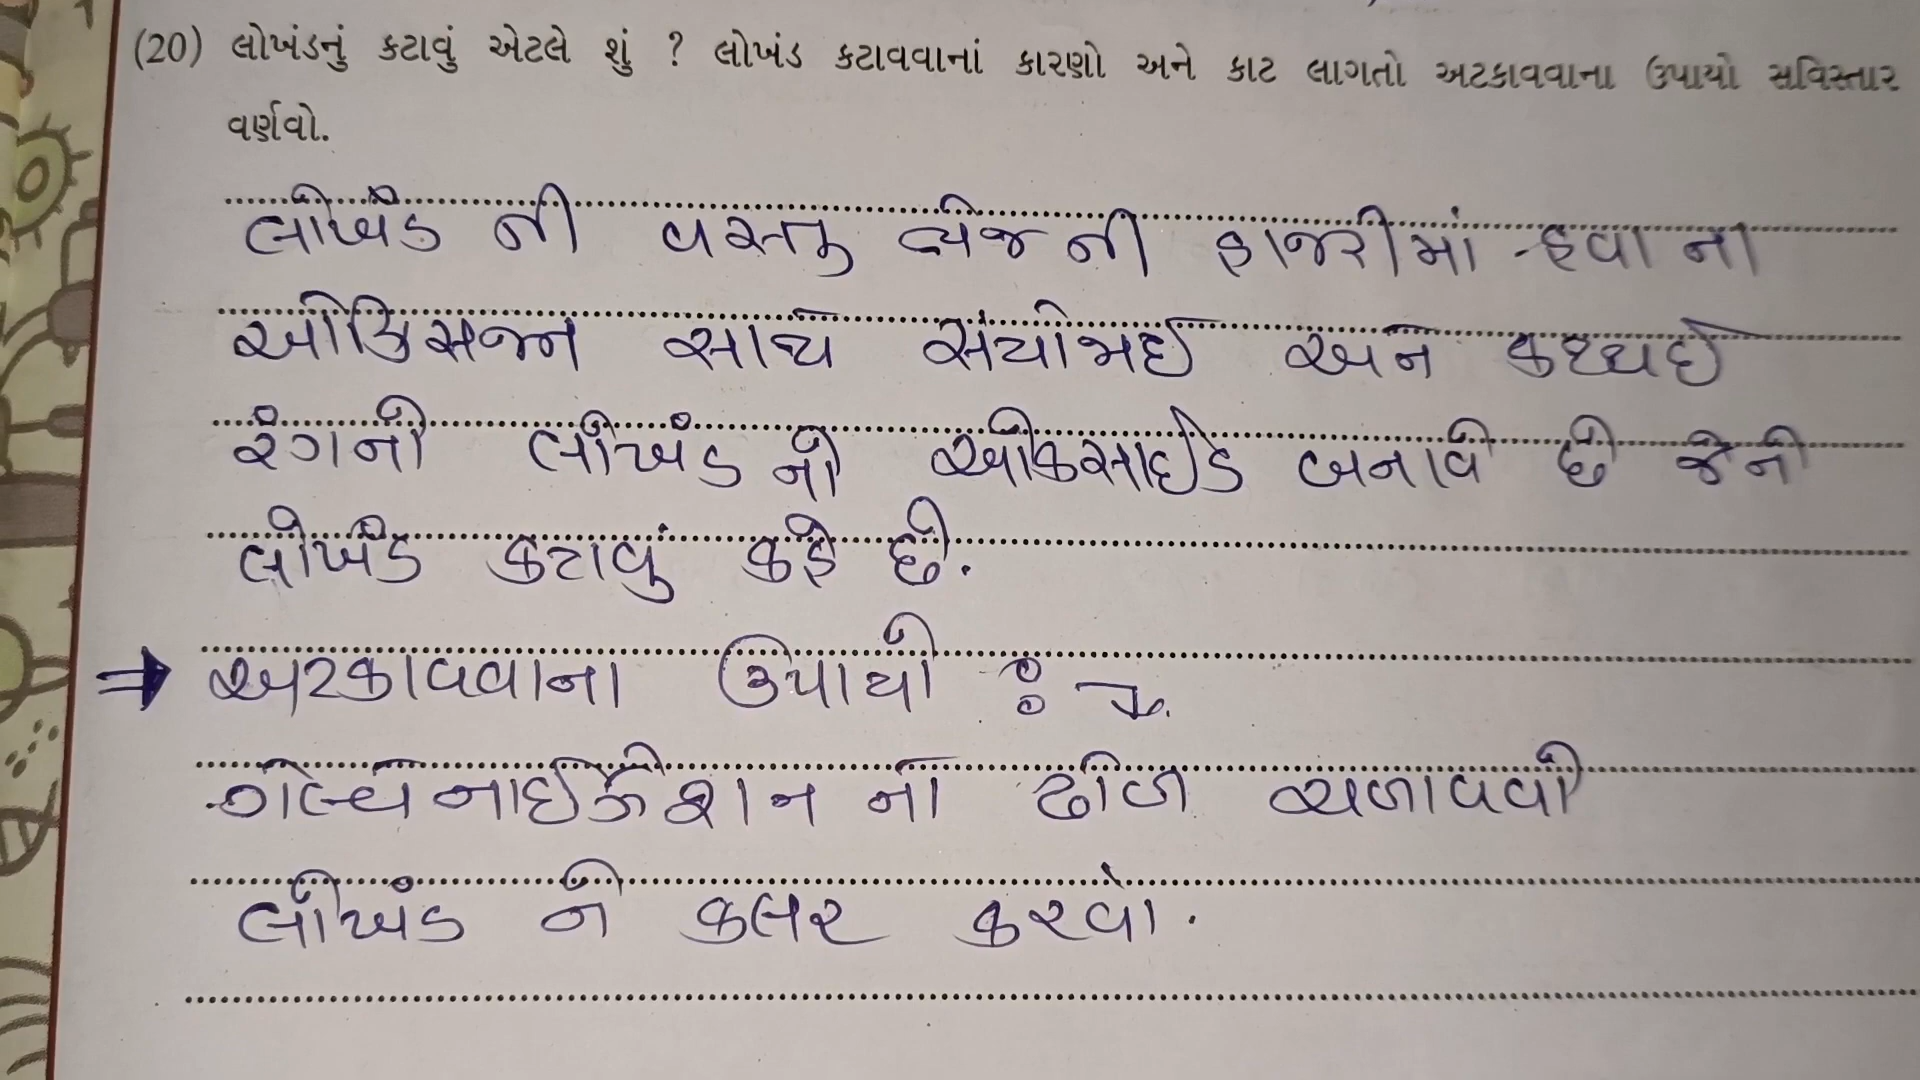 (20) લોખંડનું કટાવું એટલે શું ? લોખંડ કટાવવાનાં કારણો અને કાટ લાગતો અટકાવવાના ઉપાયો સવિસ્તાર
વર્ણવો.
લોખંડ ની વસ્તુ ભેજ ની હાજરીમાં હવા ના
ઓક્સિજન સાથે સંયોજાઈ અને કથ્થઈ
રંગનો લોખંડ નો ઓક્સાઈડ બનાવે છે જેને
લોખંડ કટાવું કહે છે.
⇒ અટકાવવાના ઉપાયો :
ગેલ્વેનાઈઝેશન નો ઢોળ ચળાવવો
લોખંડ ને કલર કરવો.